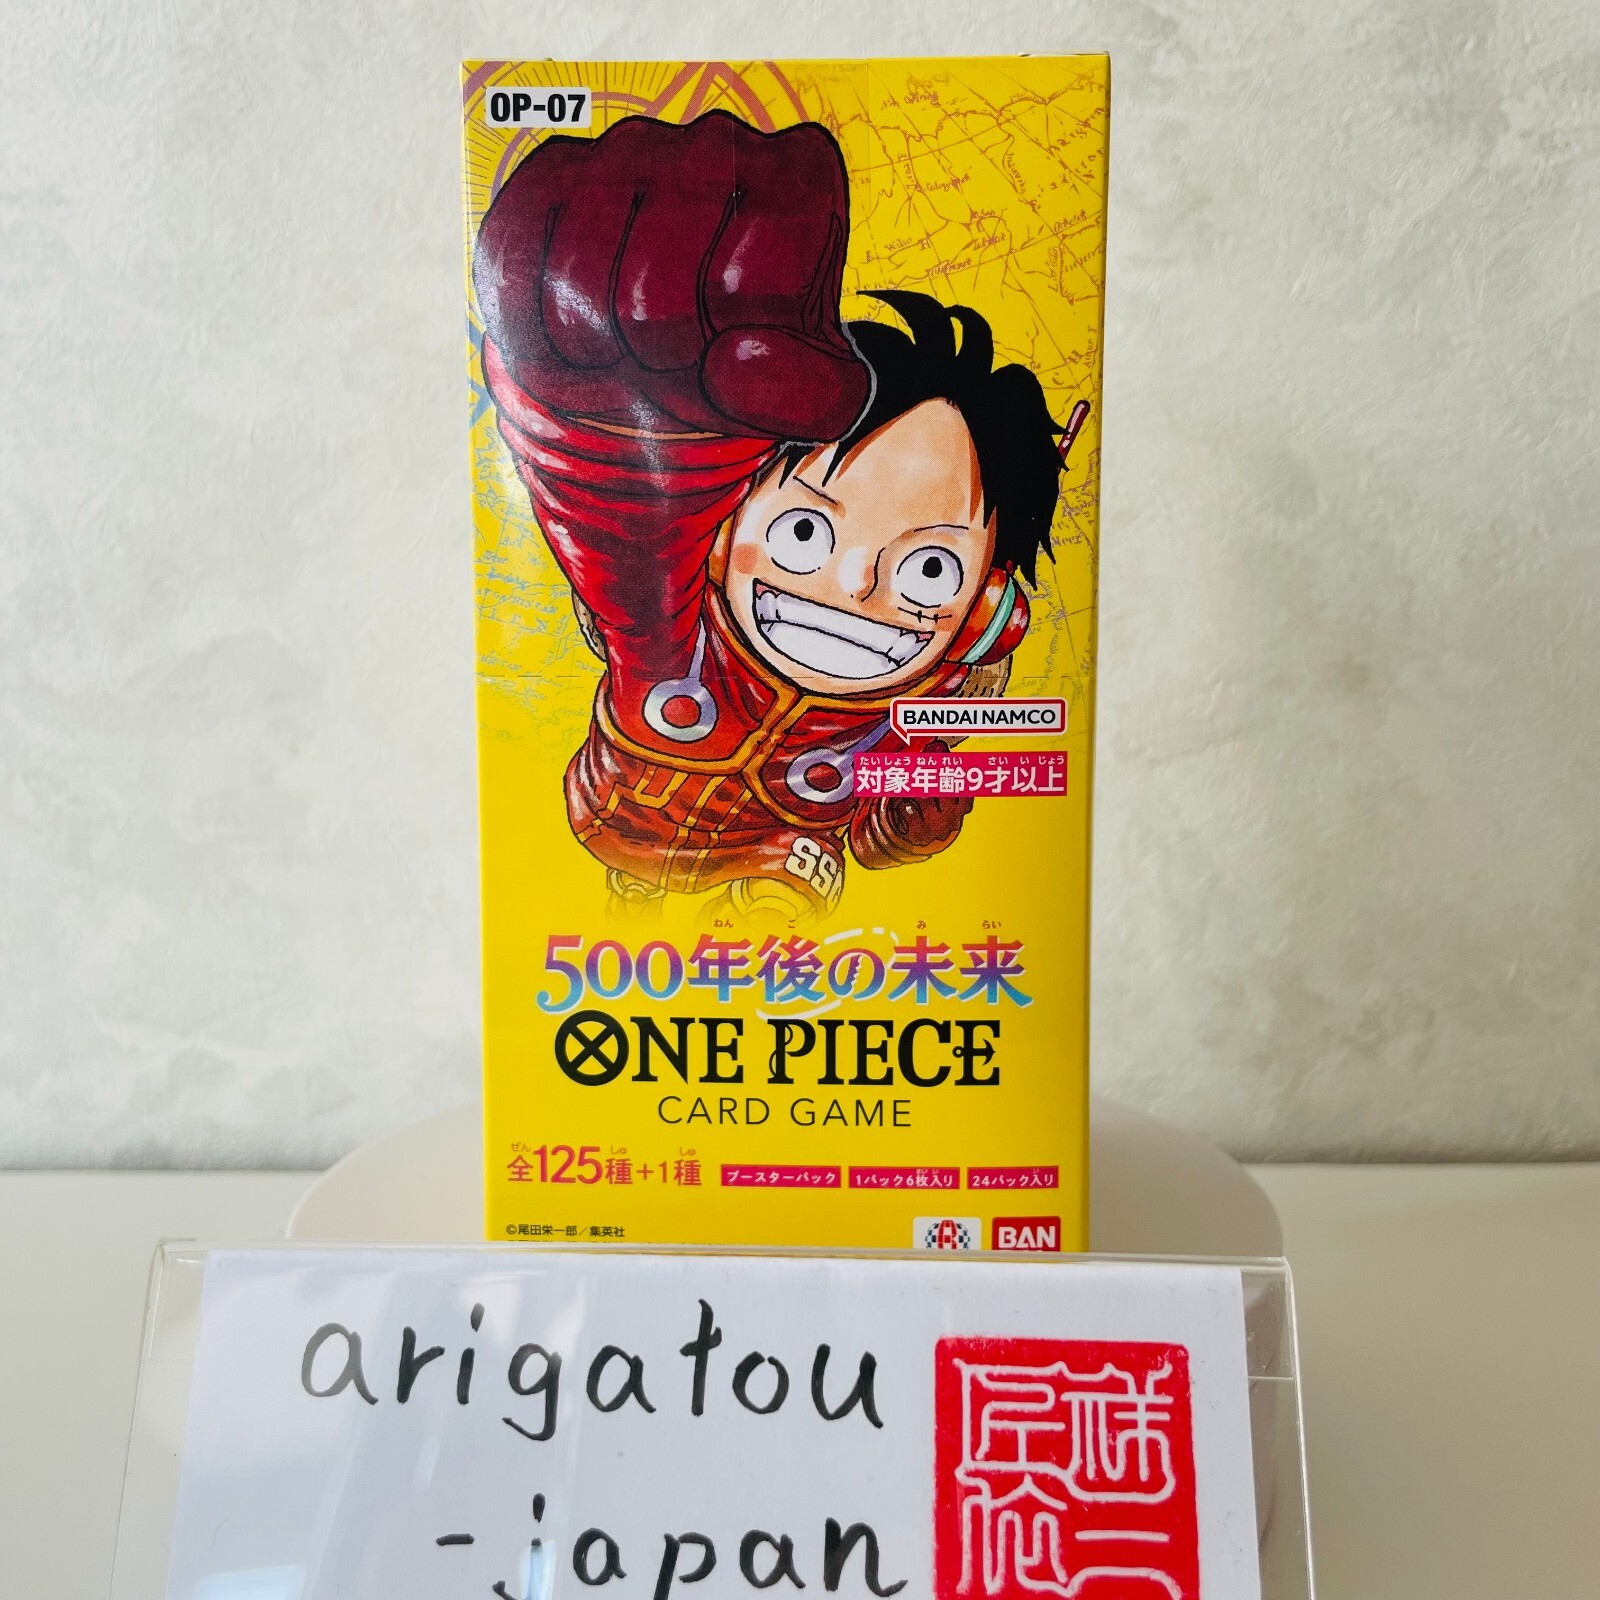 OP-07
BANDAI NAMCO
たいしょうねんれい さいいじょう
対象年齢9才以上
ねんごみらい
500年後の未来
ONE PIECE
CARD GAME
ぜんしゅしゅ
全125種+1種
ブースターパック 1パック6枚入り 24パック入り
©尾田栄一郎/集英社
BAN
arigatou
-japan